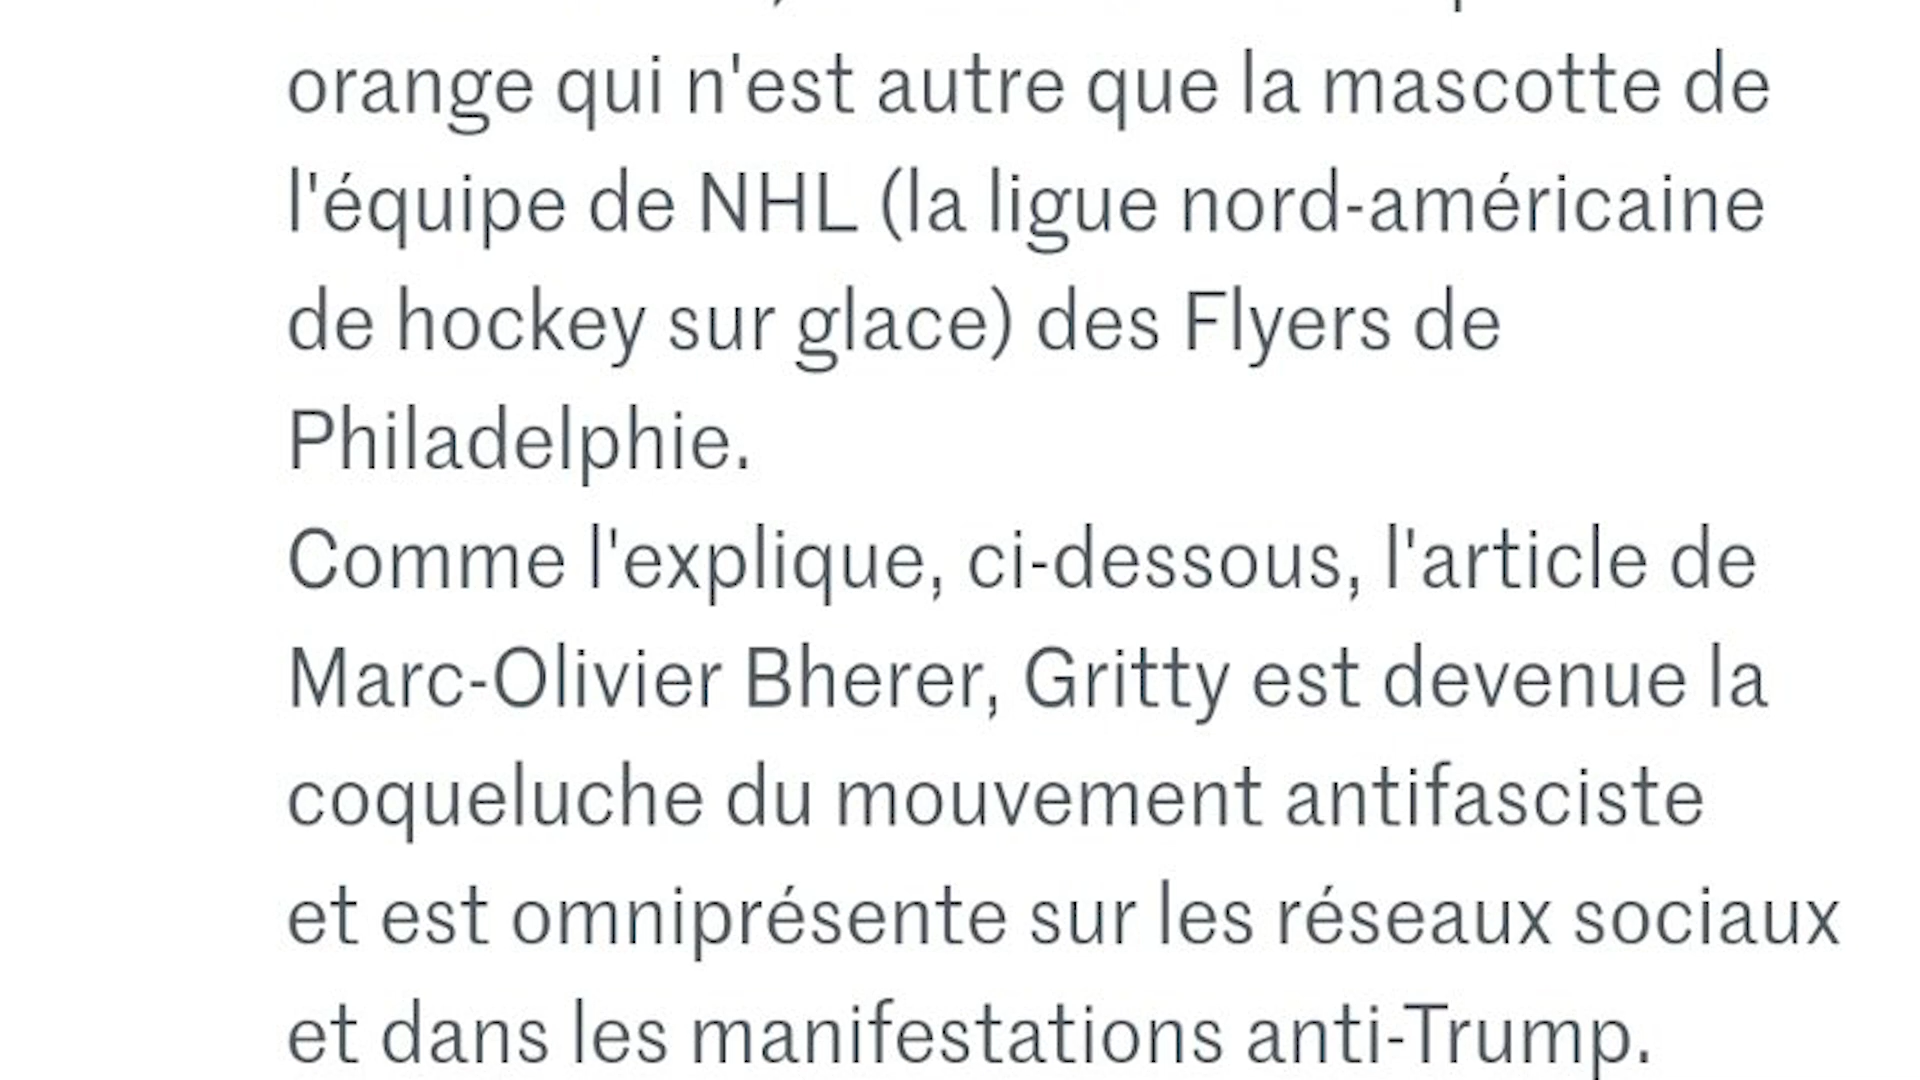 orange qui n'est autre que la mascotte de
l'équipe de NHL (la ligue nord-américaine
de hockey sur glace) des Flyers de
Philadelphie.
Comme l'explique, ci-dessous, l'article de
Marc-Olivier Bherer, Gritty est devenue la
coqueluche du mouvement antifasciste
et est omniprésente sur les réseaux sociaux
et dans les manifestations anti-Trump.